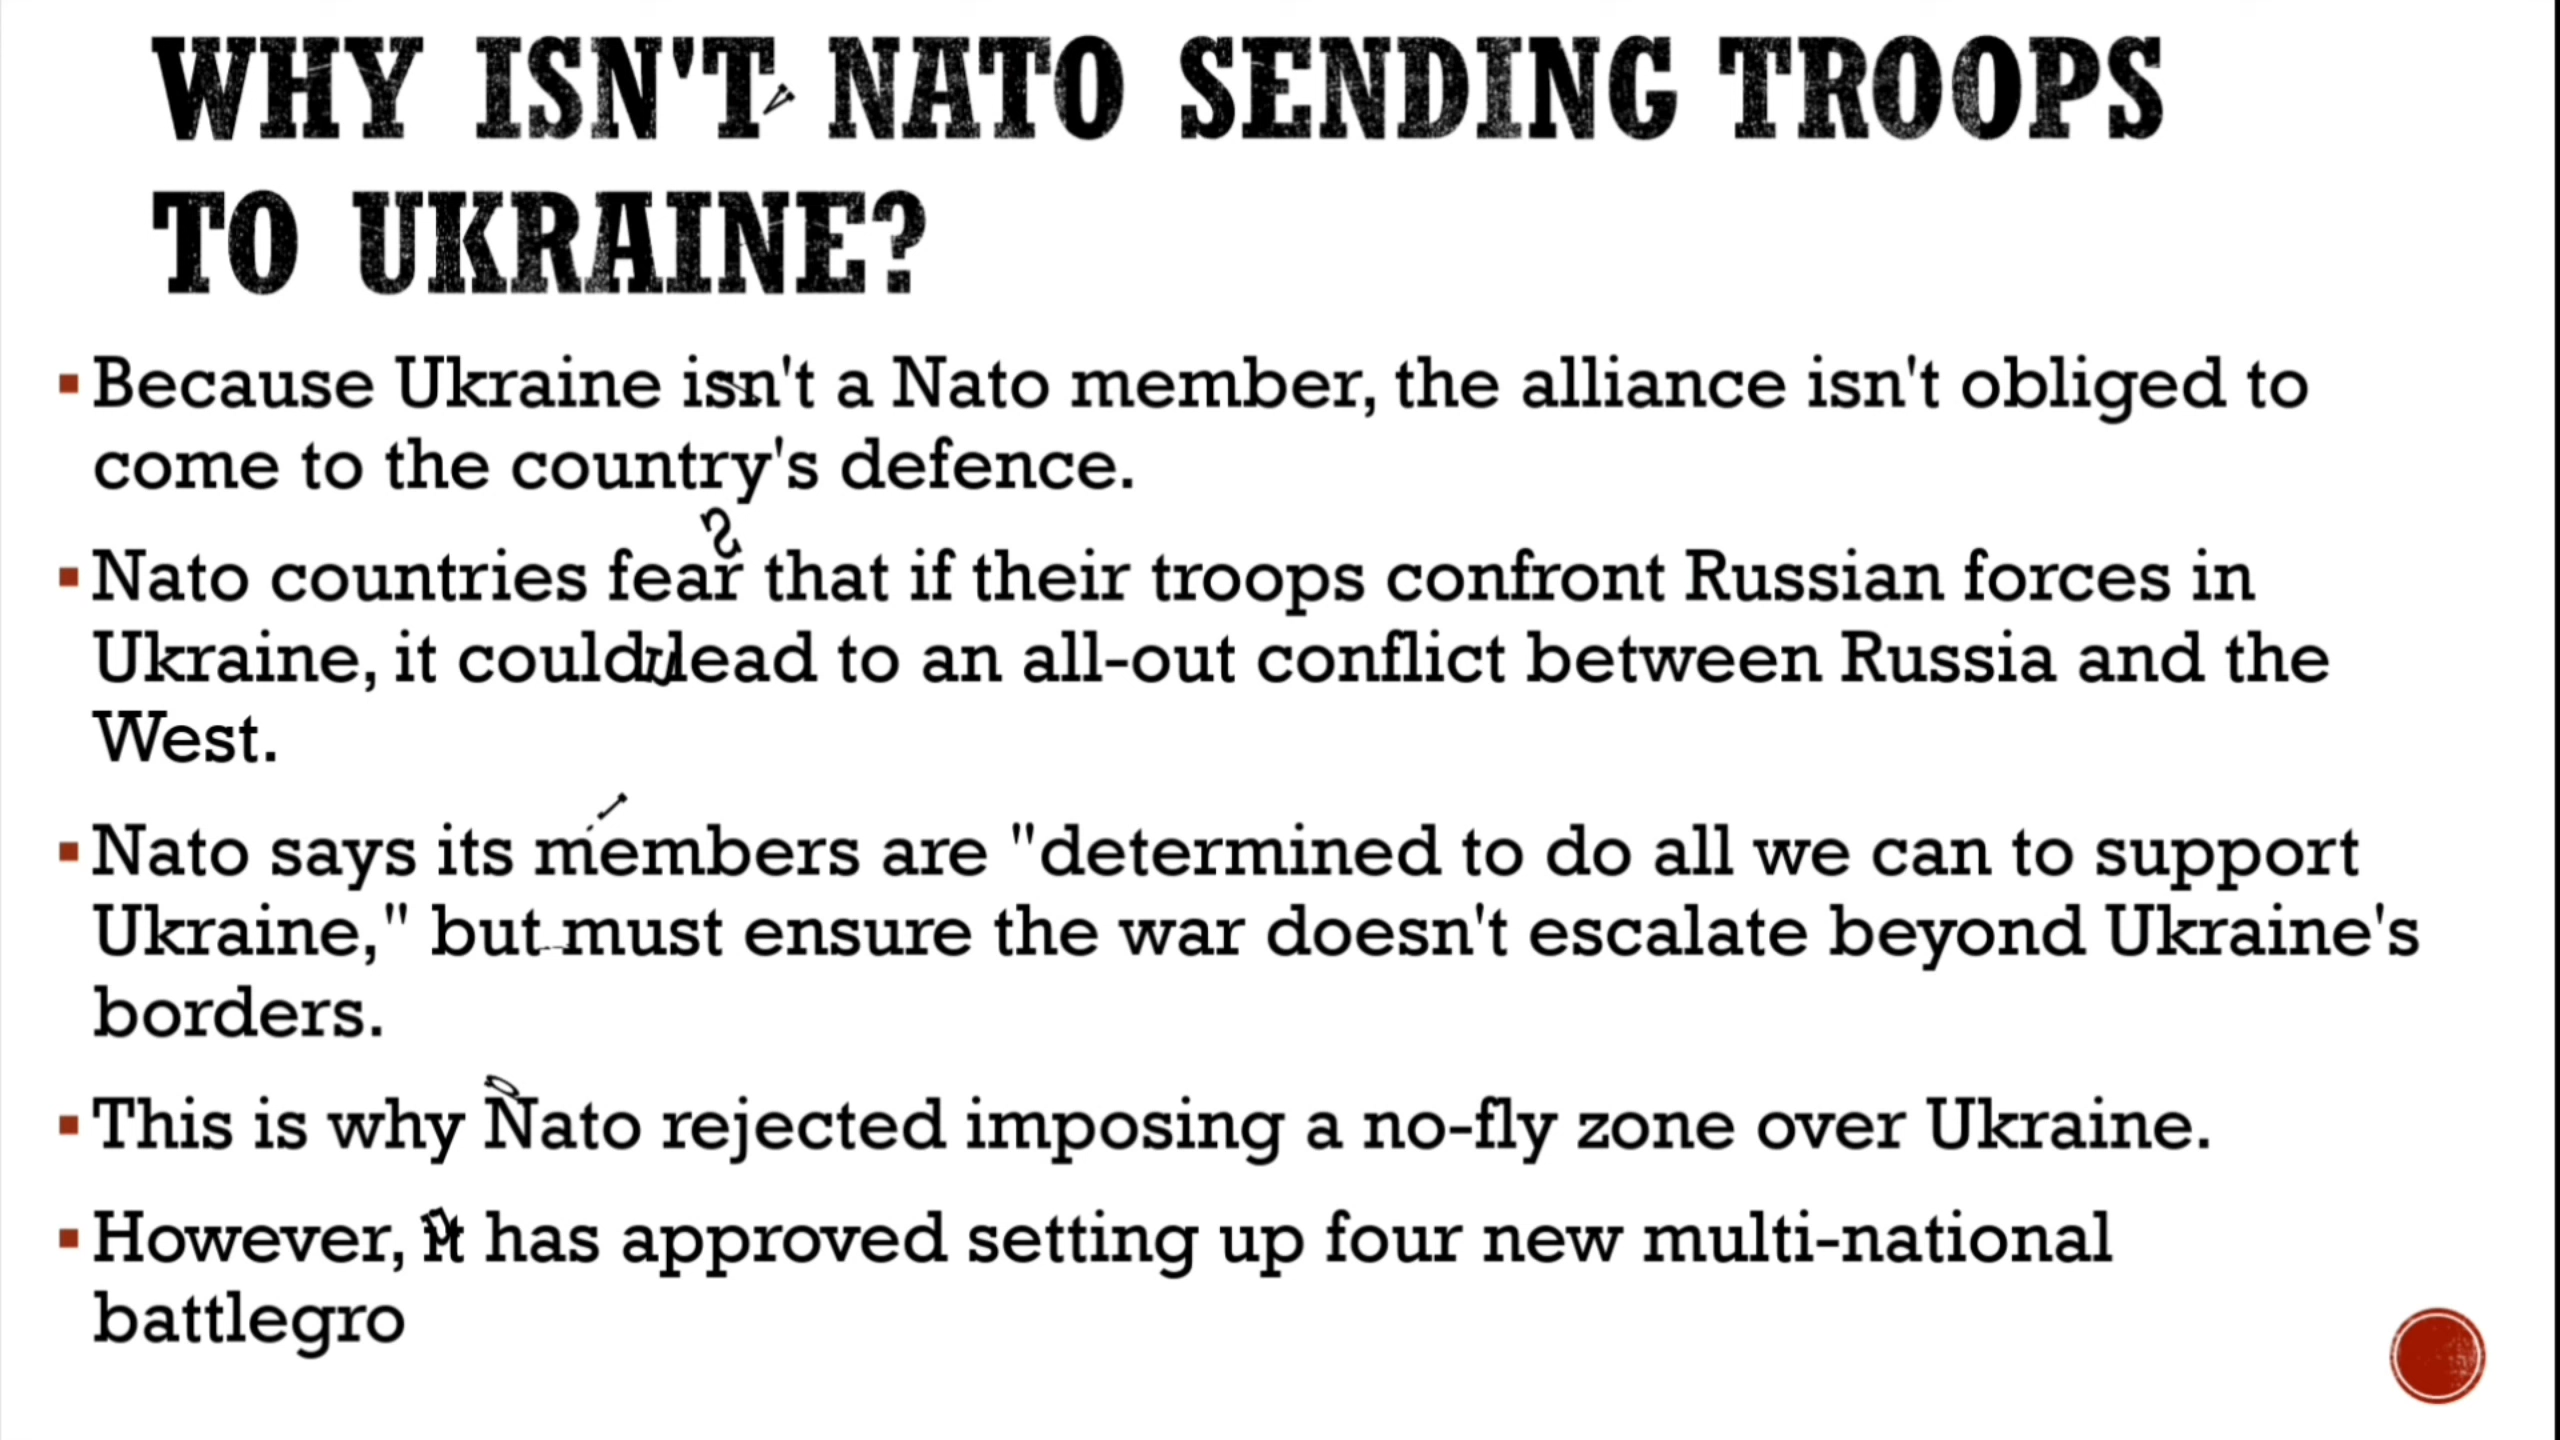 WHY ISN'T NATO SENDING TROOPS
TO UKRAINE?
Because Ukraine isn't a Nato member, the alliance isn't obliged to
come to the country's defence.
Nato countries fear that if their troops confront Russian forces in
Ukraine, it could lead to an all-out conflict between Russia and the
West.
Nato says its members are "determined to do all we can to support
Ukraine," but must ensure the war doesn't escalate beyond Ukraine's
borders.
This is why Nato rejected imposing a no-fly zone over Ukraine.
However, it has approved setting up four new multi-national
battlegro